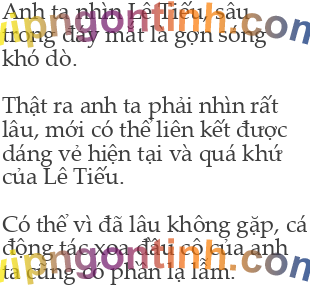 Anh ta nhìn Lê Tiếu, sâu
trong đáy mắt là gợn sóng
khó dò.
Thật ra anh ta phải nhìn rất
lâu, mới có thể liên kết được
dáng vẻ hiện tại và quá khứ
của Lê Tiếu.
Có thể vì đã lâu không gặp, cá
động tác xoa đầu cô của anh
ta cũng có phần lạ lẫm.
vipngontinh.com
vipngontinh.com